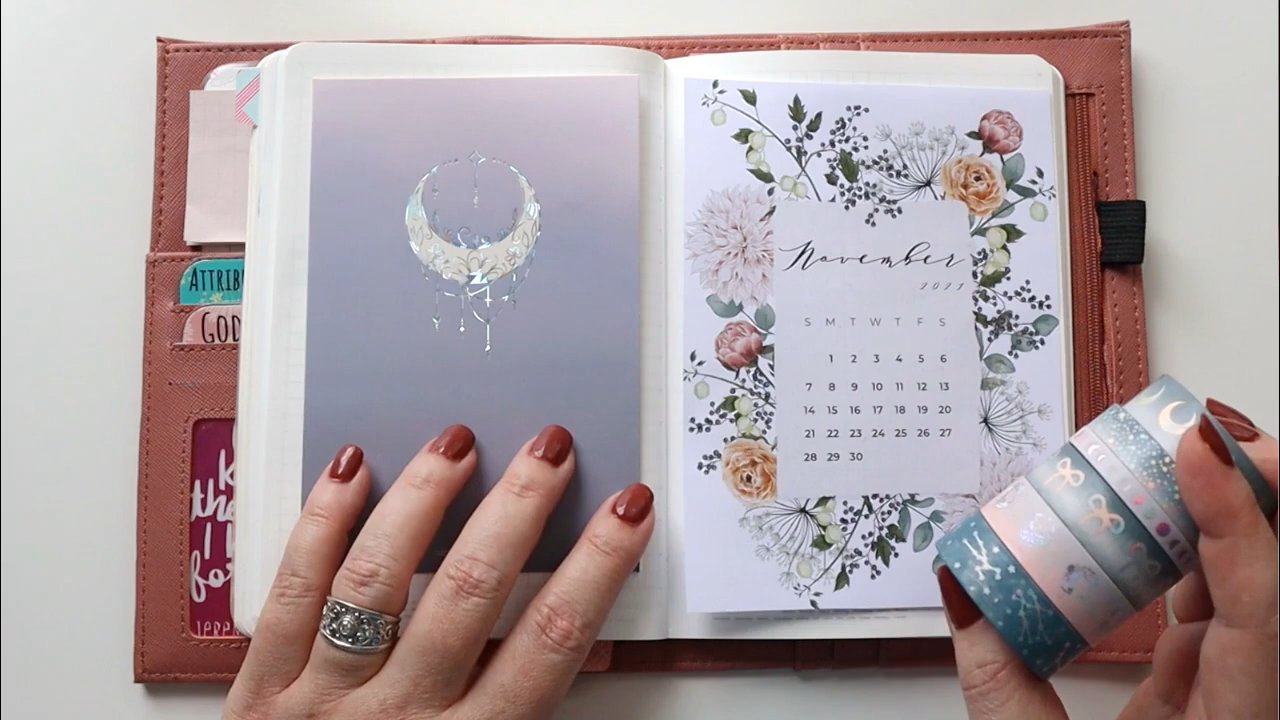 ATTRIB
GOD
November
2021
S M T W T F S
1 2 3 4 5 6
7 8 9 10 11 12 13
14 15 16 17 18 19 20
21 22 23 24 25 26 27
28 29 30